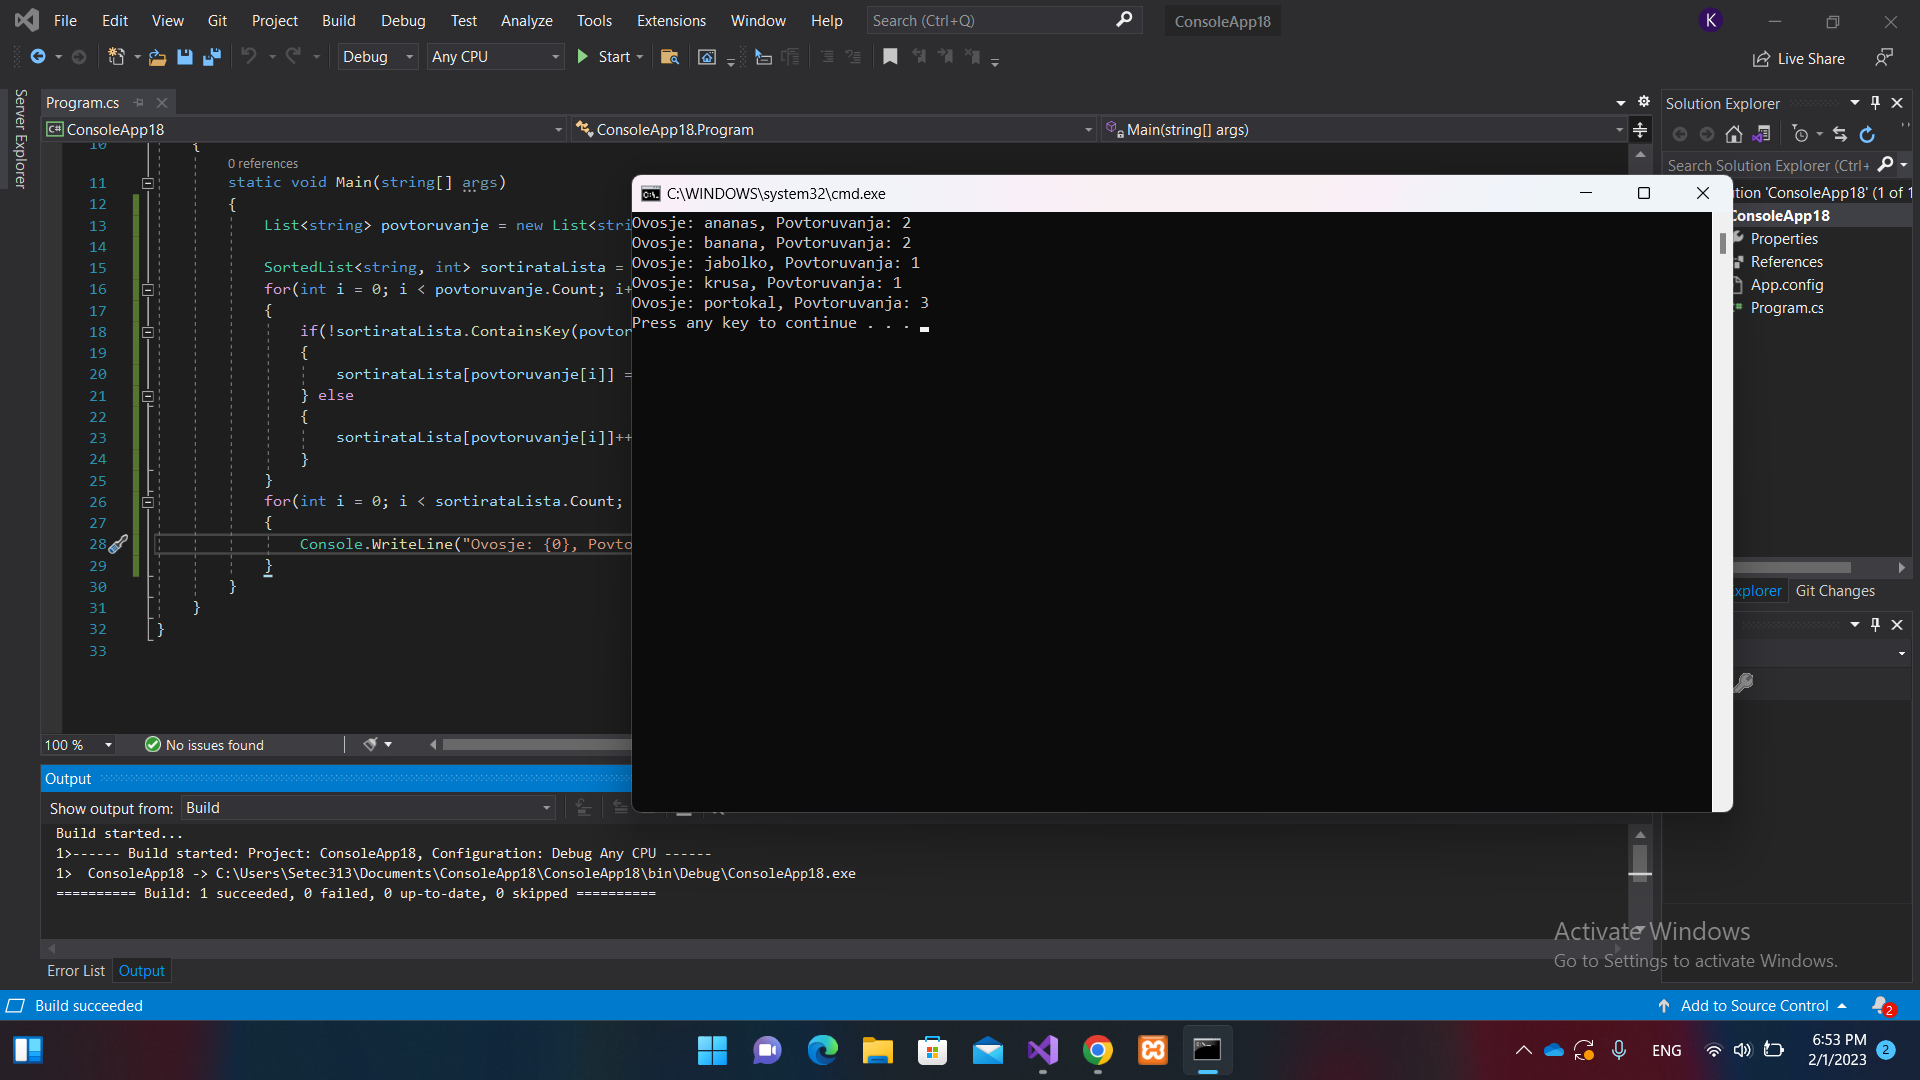 File Edit View Git Project Build Debug Test Analyze Tools Extensions Window Help Search (Ctrl+Q) ConsoleApp18 K
Debug Any CPU Start Live Share
Server Explorer
Program.cs
ConsoleApp18 ConsoleApp18.Program Main(string[] args)
10 {
0 references
11 static void Main(string[] args)
12 {
13 List<string> povtoruvanje = new List<stri
14
15 SortedList<string, int> sortirataLista =
16 for(int i = 0; i < povtoruvanje.Count; i+
17 {
18 if(!sortirataLista.ContainsKey(povtor
19 {
20 sortirataLista[povtoruvanje[i]] =
21 } else
22 {
23 sortirataLista[povtoruvanje[i]]++
24 }
25 }
26 for(int i = 0; i < sortirataLista.Count;
27 {
28 Console.WriteLine("Ovosje: {0}, Povto
29 }
30 }
31 }
32 }
33
100 % No issues found
C:\WINDOWS\system32\cmd.exe
Ovosje: ananas, Povtoruvanja: 2
Ovosje: banana, Povtoruvanja: 2
Ovosje: jabolko, Povtoruvanja: 1
Ovosje: krusa, Povtoruvanja: 1
Ovosje: portokal, Povtoruvanja: 3
Press any key to continue . . .
Solution Explorer
Search Solution Explorer (Ctrl+
tion 'ConsoleApp18' (1 of 1
ConsoleApp18
Properties
References
App.config
Program.cs
xplorer Git Changes
Output
Show output from: Build
Build started...
1>------ Build started: Project: ConsoleApp18, Configuration: Debug Any CPU ------
1> ConsoleApp18 -> C:\Users\Setec313\Documents\ConsoleApp18\ConsoleApp18\bin\Debug\ConsoleApp18.exe
========== Build: 1 succeeded, 0 failed, 0 up-to-date, 0 skipped ==========
Error List Output
Activate Windows
Go to Settings to activate Windows.
Build succeeded Add to Source Control 2
ENG 6:53 PM 2
2/1/2023